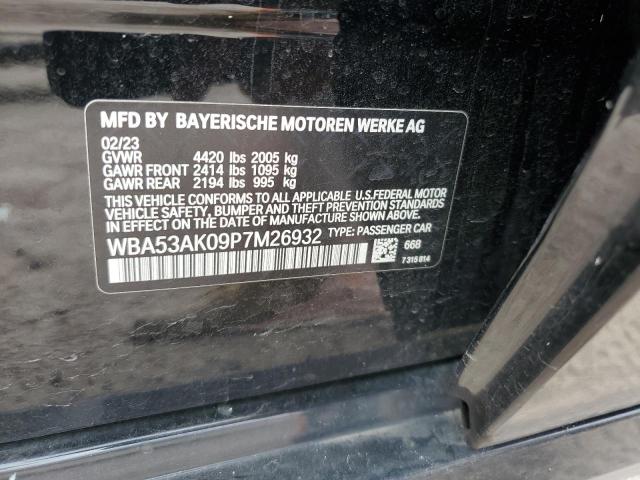 MFD BY BAYERISCHE MOTOREN WERKE AG
02/23
GVWR 4420 lbs 2005 kg
GAWR FRONT 2414 lbs 1095 kg
GAWR REAR 2194 lbs 995 kg
THIS VEHICLE CONFORMS TO ALL APPLICABLE U.S.FEDERAL MOTOR
VEHICLE SAFETY, BUMPER, AND THEFT PREVENTION STANDARDS
IN EFFECT ON THE DATE OF MANUFACTURE SHOWN ABOVE.
WBA53AK09P7M26932 TYPE: PASSENGER CAR
668
7 315 814